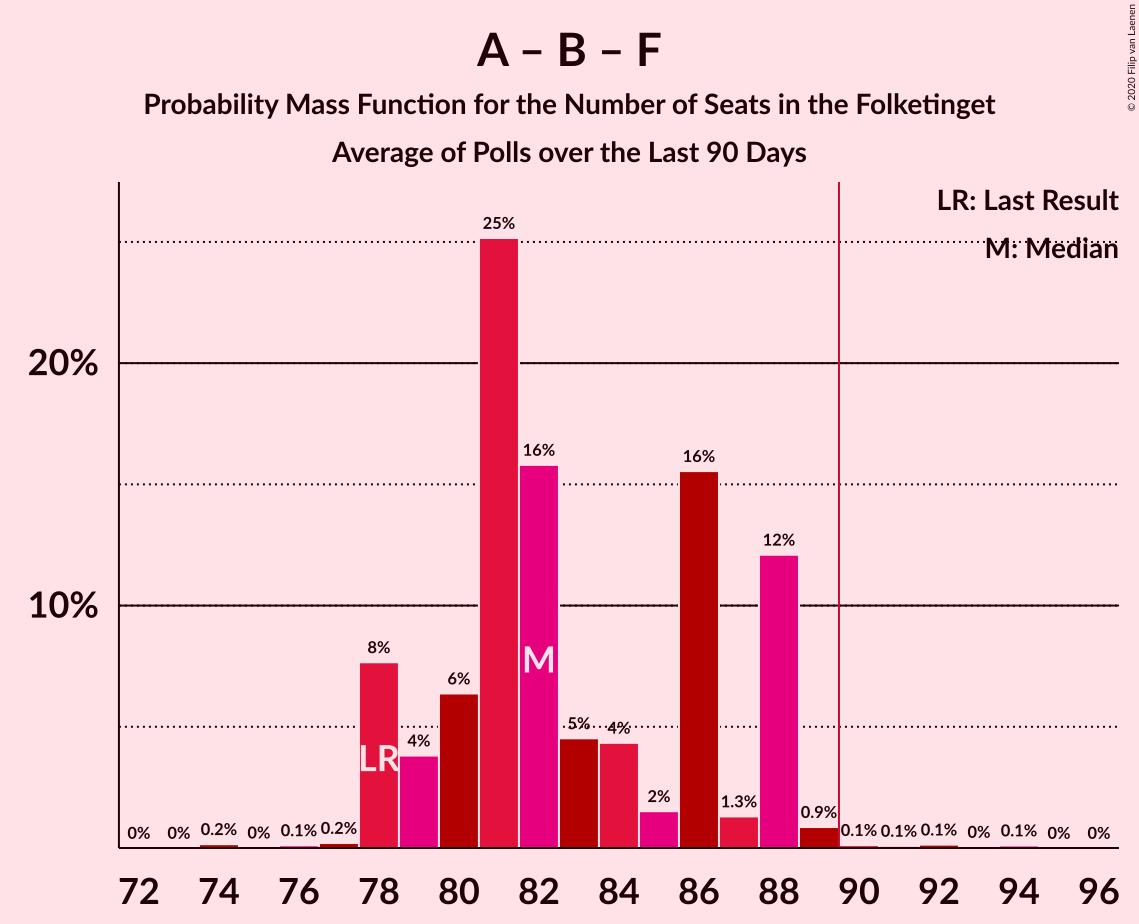 A – B – F
Probability Mass Function for the Number of Seats in the Folketinget
Average of Polls over the Last 90 Days
© 2020 Filip van Laenen
LR: Last Result
M: Median
20%
10%
0% 0% 0.2% 0% 0.1% 0.2% 8% 4% 6% 25% 16% 5% 4% 2% 16% 1.3% 12% 0.9% 0.1% 0.1% 0.1% 0% 0.1% 0% 0%
LR M
72 74 76 78 80 82 84 86 88 90 92 94 96